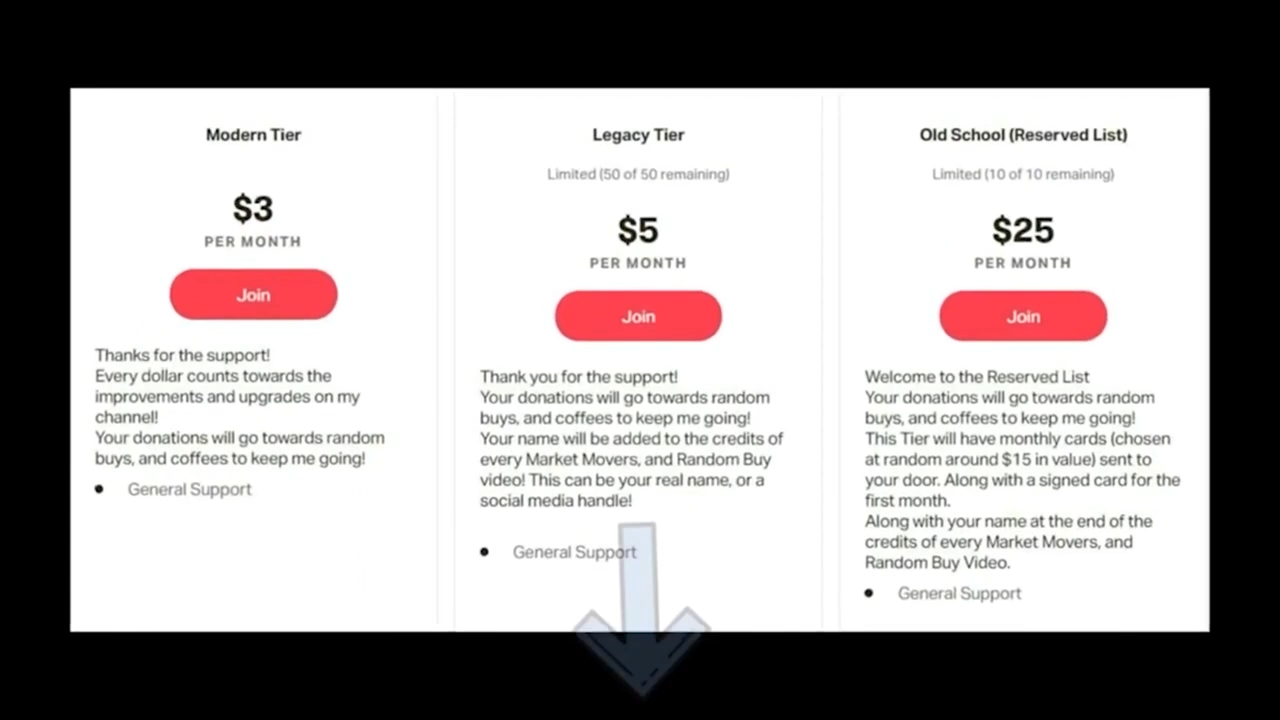 Modern Tier
$3
PER MONTH
Join
Thanks for the support!
Every dollar counts towards the
improvements and upgrades on my
channel!
Your donations will go towards random
buys, and coffees to keep me going!
General Support
Legacy Tier
Limited (50 of 50 remaining)
$5
PER MONTH
Join
Thank you for the support!
Your donations will go towards random
buys, and coffees to keep me going!
Your name will be added to the credits of
every Market Movers, and Random Buy
video! This can be your real name, or a
social media handle!
General Support
Old School (Reserved List)
Limited (10 of 10 remaining)
$25
PER MONTH
Join
Welcome to the Reserved List
Your donations will go towards random
buys, and coffees to keep me going!
This Tier will have monthly cards (chosen
at random around $15 in value) sent to
your door. Along with a signed card for the
first month.
Along with your name at the end of the
credits of every Market Movers, and
Random Buy Video.
General Support